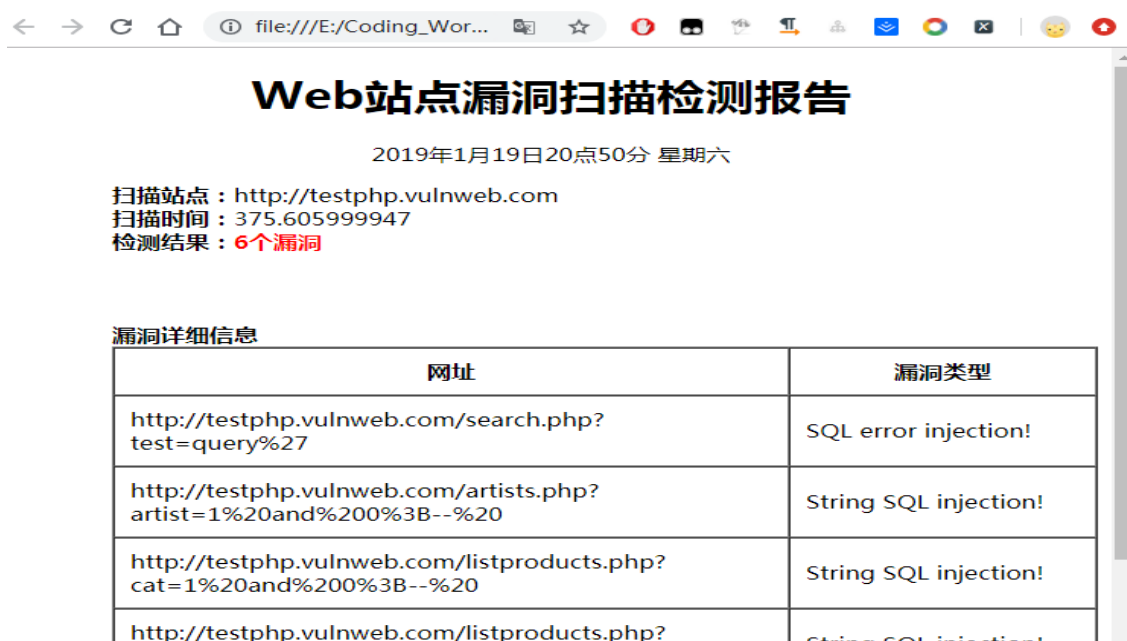 file:///E:/Coding_Wor...
Web站点漏洞扫描检测报告
2019年1月19日20点50分 星期六
扫描站点：http://testphp.vulnweb.com
扫描时间：375.605999947
检测结果：6个漏洞
漏洞详细信息
网址
漏洞类型
http://testphp.vulnweb.com/search.php?
test=query%27
SQL error injection!
http://testphp.vulnweb.com/artists.php?
artist=1%20and%200%3B--%20
String SQL injection!
http://testphp.vulnweb.com/listproducts.php?
cat=1%20and%200%3B--%20
String SQL injection!
http://testphp.vulnweb.com/listproducts.php?
String SQL injection!